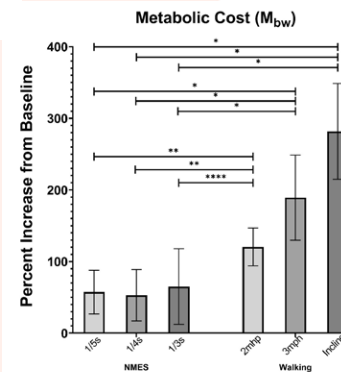 Metabolic Cost (Mbw)
Percent Increase from Baseline
400
300
200
100
0
*
*
*
*
*
*
**
**
****
1/5s
1/4s
1/3s
2mhp
3mph
Incline
NMES
Walking